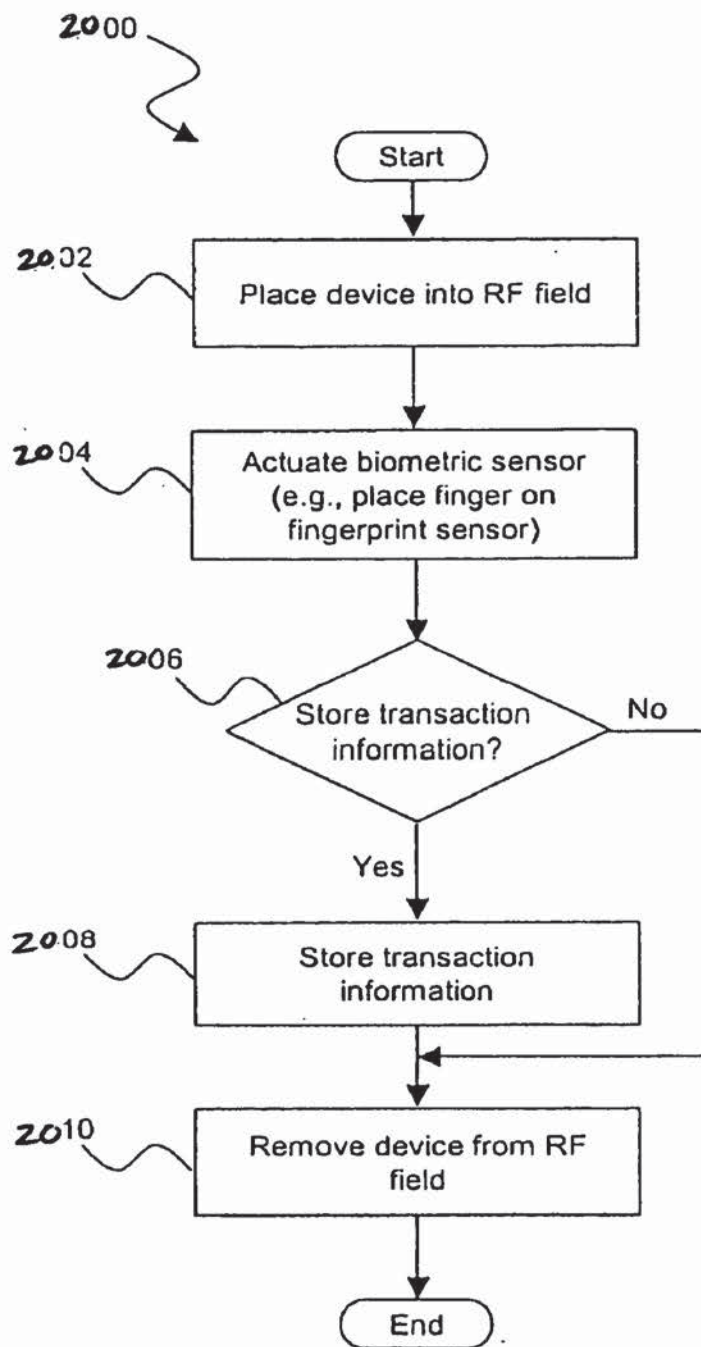 2000
Start
2002
Place device into RF field
2004
Actuate biometric sensor
(e.g., place finger on
fingerprint sensor)
2006
Store transaction
information?
No
Yes
2008
Store transaction
information
2010
Remove device from RF
field
End